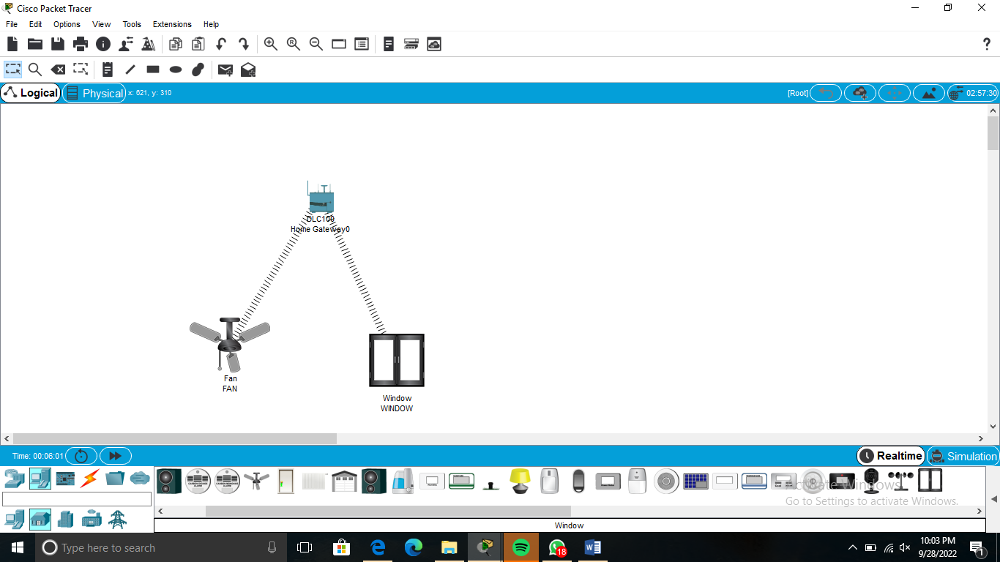 Cisco Packet Tracer
File Edit Options View Tools Extensions Help
Logical Physical x: 621, y: 310 [Root] 02:57:30
DLC100
Home Gateway0
Fan
FAN
Window
WINDOW
Time: 00:06:01 Realtime Simulation
Activate Windows
Go to Settings to activate Windows.
Window
Type here to search
18
10:03 PM
9/28/2022
1